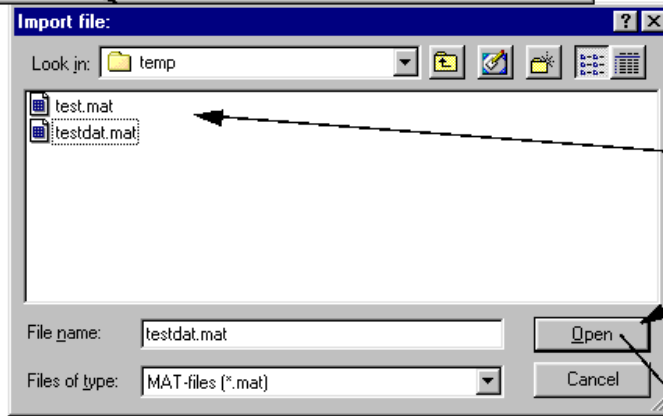 Import file:
Look in: temp
test.mat
testdat.mat
File name: testdat.mat Open
Files of type: MAT-files (*.mat) Cancel